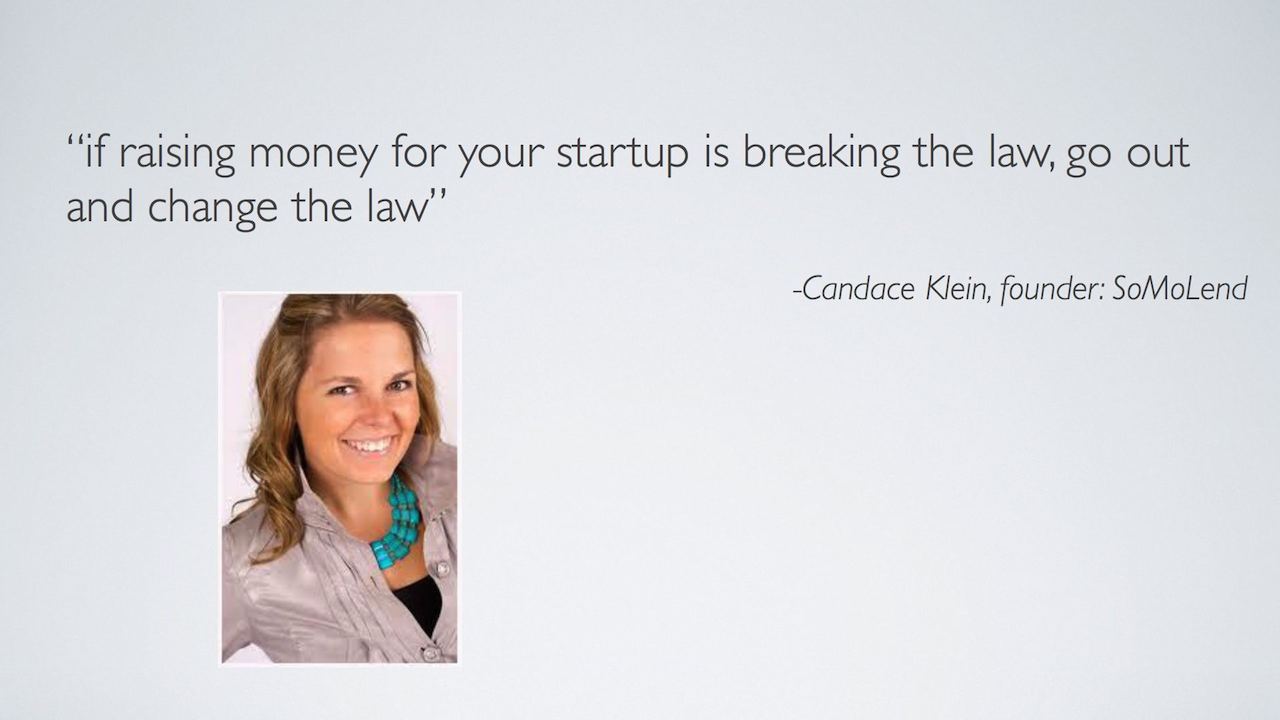 “if raising money for your startup is breaking the law, go out
and change the law”
-Candace Klein, founder: SoMoLend